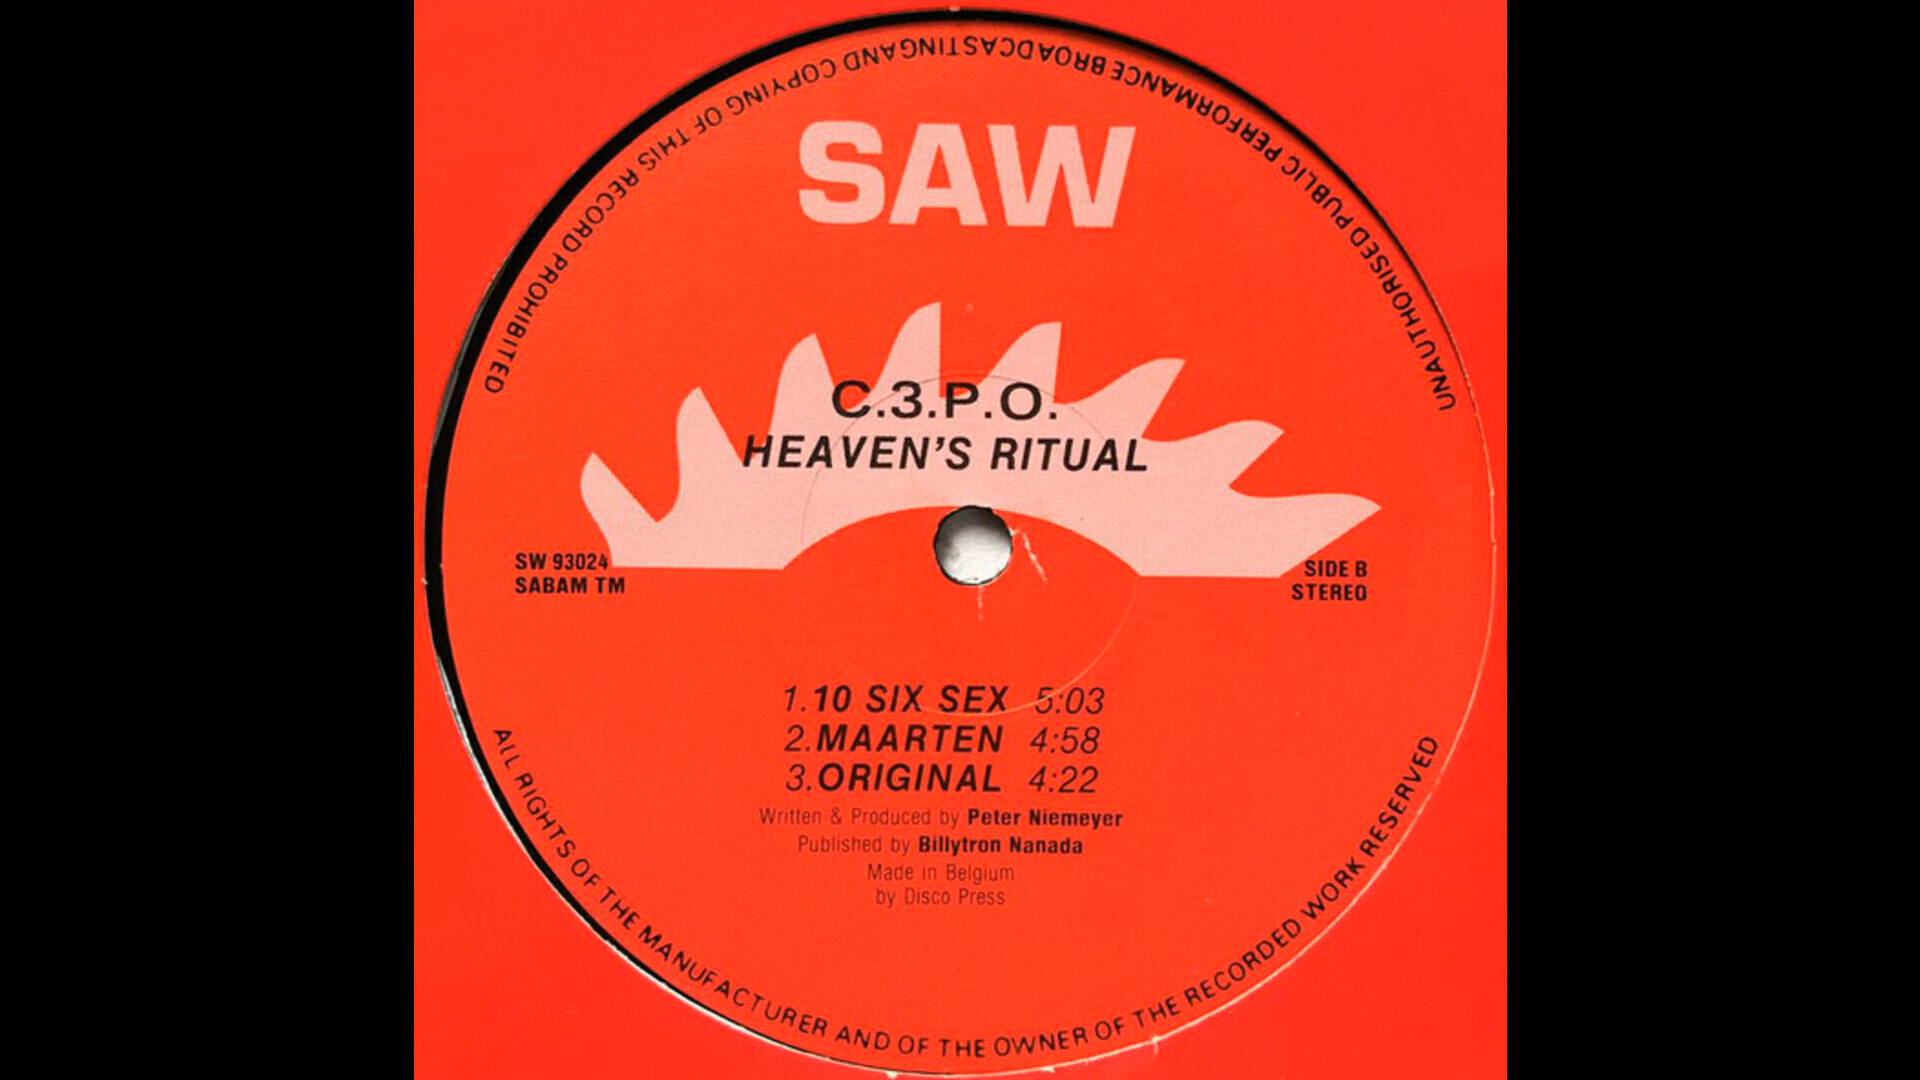 UNAUTHORISED PUBLIC PERFORMANCE BROADCASTING AND COPYING OF THIS RECORD PROHIBITED
SAW
C.3.P.O.
HEAVEN'S RITUAL
SW 93024
SABAM TM
SIDE B
STEREO
1.10 SIX SEX 5:03
2.MAARTEN 4:58
3.ORIGINAL 4:22
Written & Produced by Peter Niemeyer
Published by Billytron Nanada
Made in Belgium
by Disco Press
ALL RIGHTS OF THE MANUFACTURER AND OF THE OWNER OF THE RECORDED WORK RESERVED